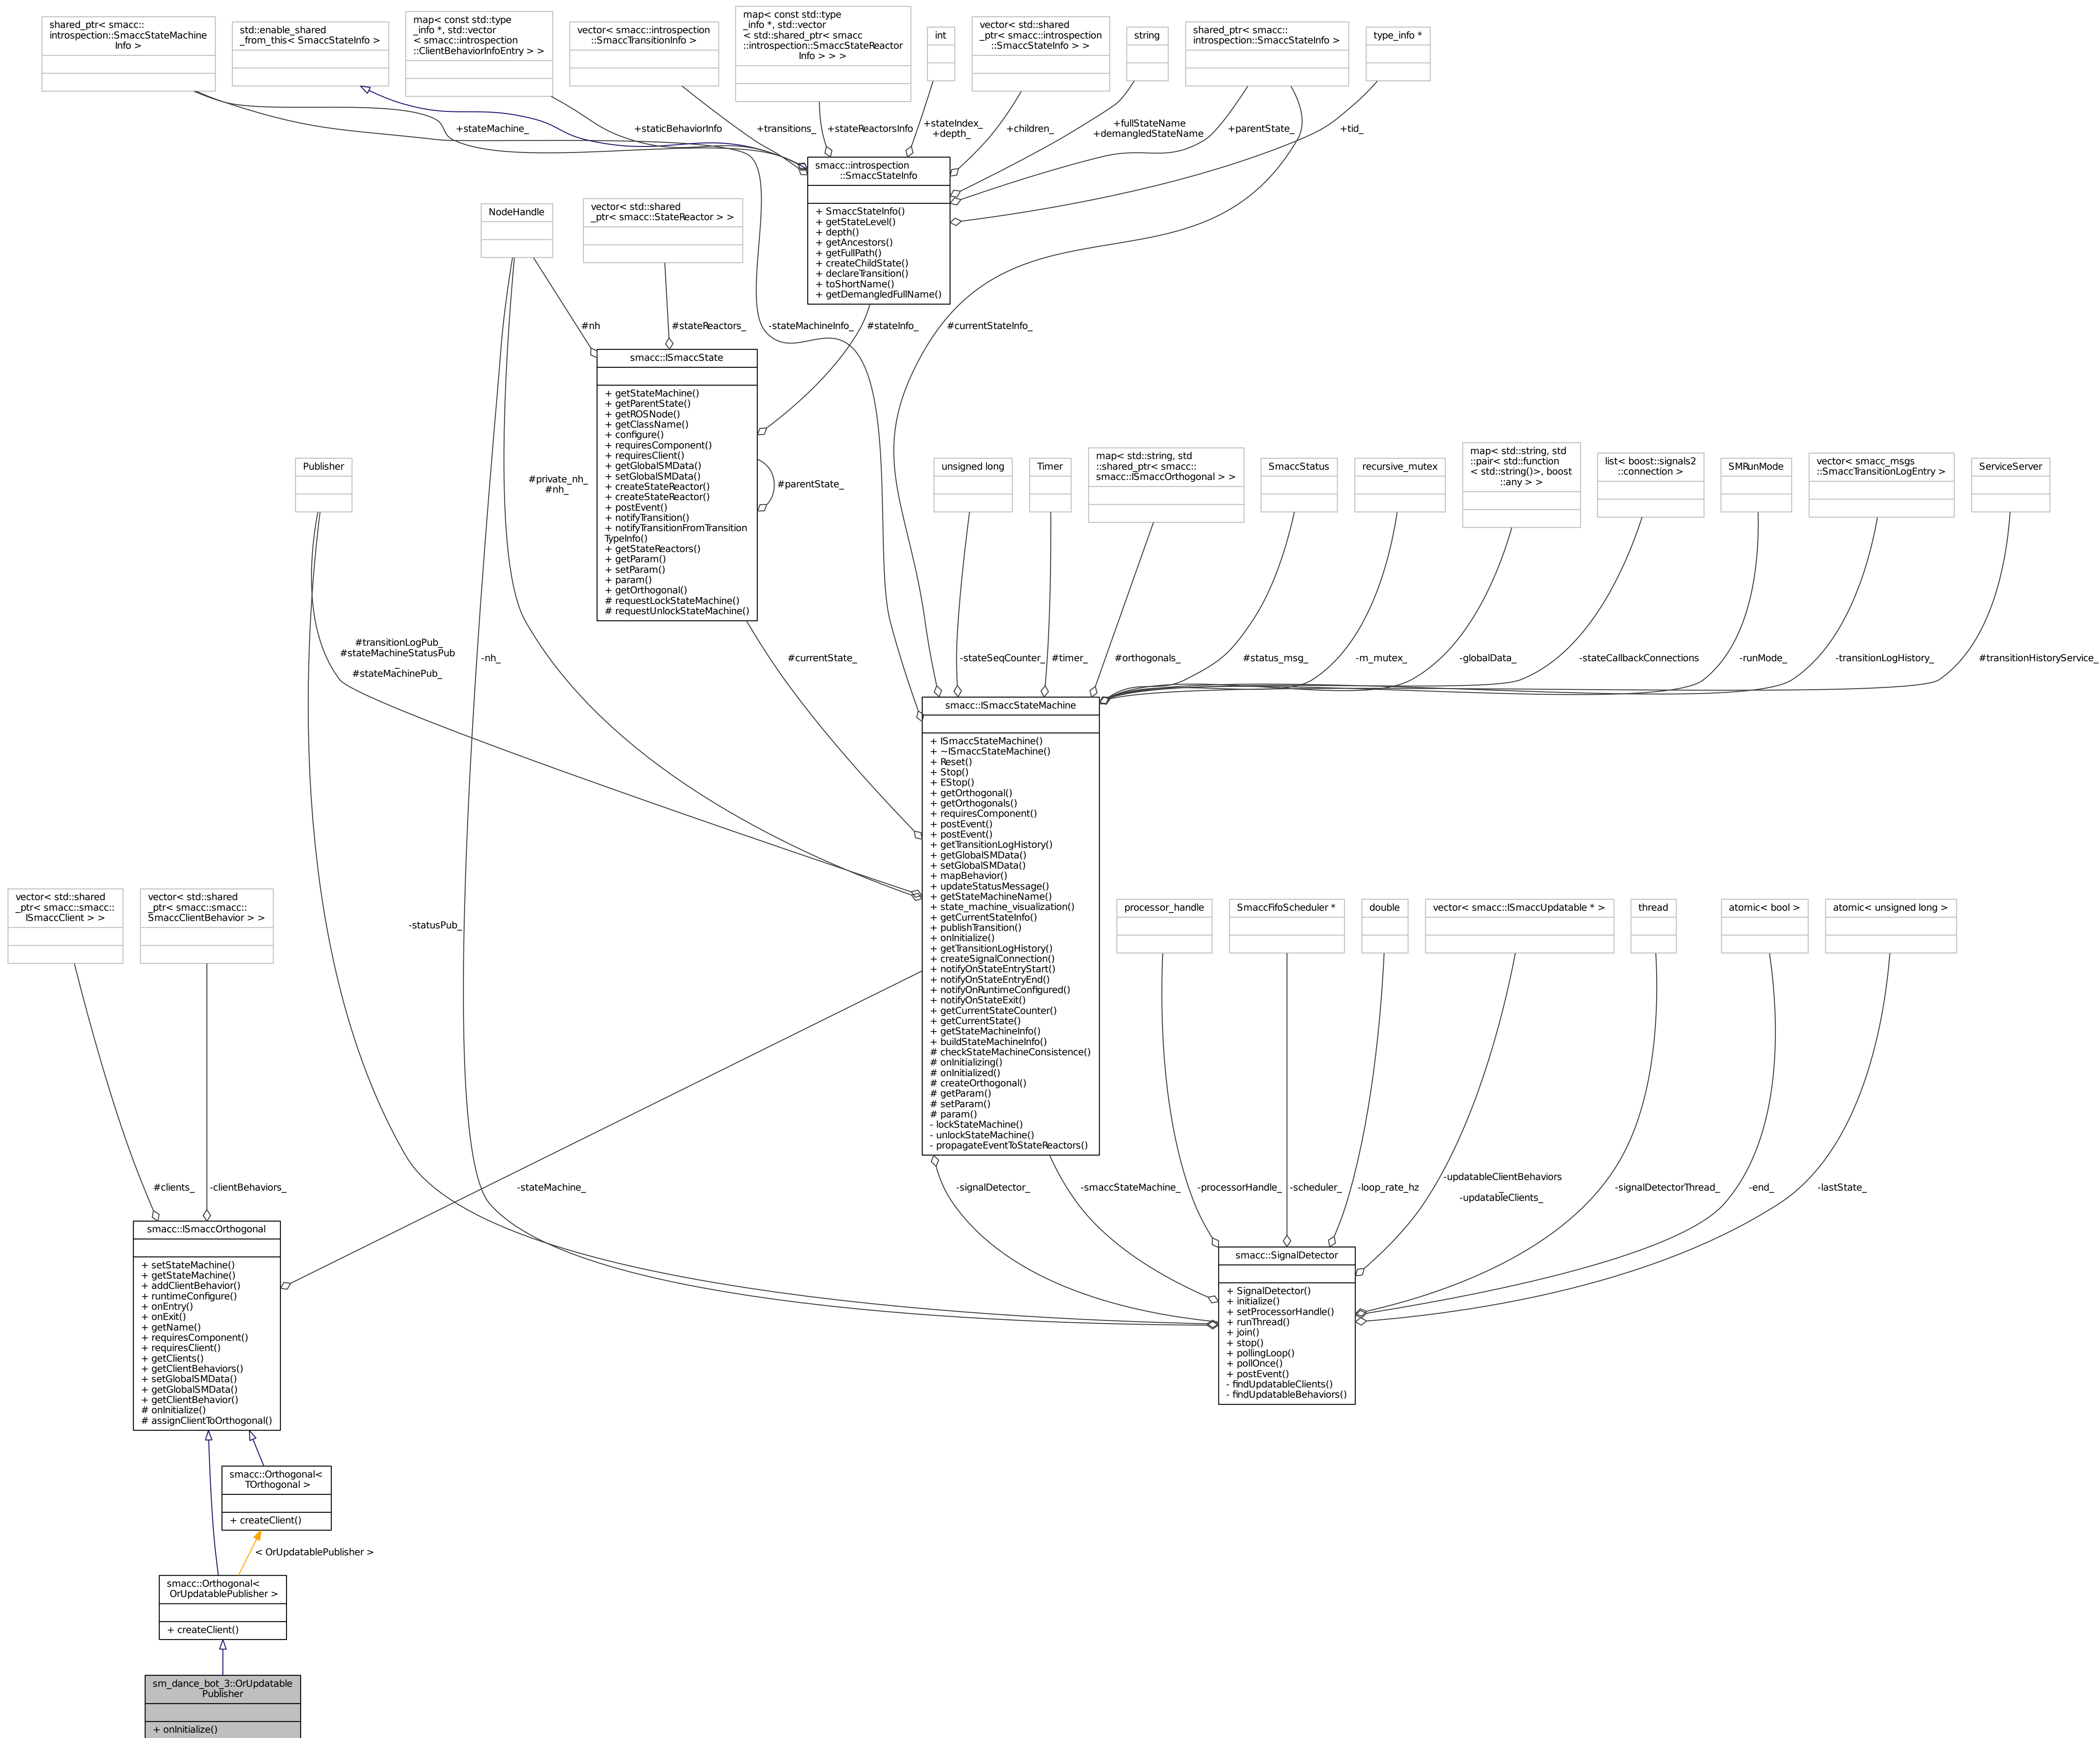 shared_ptr< smacc::
introspection::SmaccStateMachine
Info >
std::enable_shared
_from_this< SmaccStateInfo >
map< const std::type
_info *, std::vector
< smacc::introspection
::ClientBehaviorInfoEntry > >
vector< smacc::introspection
::SmaccTransitionInfo >
map< const std::type
_info *, std::vector
< std::shared_ptr< smacc
::introspection::SmaccStateReactor
Info > > >
int
vector< std::shared
_ptr< smacc::introspection
::SmaccStateInfo > >
string
shared_ptr< smacc::
introspection::SmaccStateInfo >
type_info *
+stateMachine_
+staticBehaviorInfo
+transitions_
+stateReactorsInfo
+stateIndex_
+depth_
+children_
+fullStateName
+demangledStateName
+parentState_
+tid_
smacc::introspection
::SmaccStateInfo
+ SmaccStateInfo()
+ getStateLevel()
+ depth()
+ getAncestors()
+ getFullPath()
+ createChildState()
+ declareTransition()
+ toShortName()
+ getDemangledFullName()
NodeHandle
vector< std::shared
_ptr< smacc::StateReactor > >
#nh
#stateReactors_
-stateMachineInfo_
#stateInfo_
#currentStateInfo_
smacc::ISmaccState
+ getStateMachine()
+ getParentState()
+ getROSNode()
+ getClassName()
+ configure()
+ requiresComponent()
+ requiresClient()
+ getGlobalSMData()
+ setGlobalSMData()
+ createStateReactor()
+ createStateReactor()
+ postEvent()
+ notifyTransition()
+ notifyTransitionFromTransition
TypeInfo()
+ getStateReactors()
+ getParam()
+ setParam()
+ param()
+ getOrthogonal()
# requestLockStateMachine()
# requestUnlockStateMachine()
#parentState_
#private_nh_
#nh_
Publisher
unsigned long
Timer
map< std::string, std
::shared_ptr< smacc::
smacc::ISmaccOrthogonal > >
SmaccStatus
recursive_mutex
map< std::string, std
::pair< std::function
< std::string()>, boost
::any > >
list< boost::signals2
::connection >
SMRunMode
vector< smacc_msgs
::SmaccTransitionLogEntry >
ServiceServer
#transitionLogPub_
#stateMachineStatusPub
_
#stateMachinePub_
-nh_
#currentState_
-stateSeqCounter_
#timer_
#orthogonals_
#status_msg_
-m_mutex_
-globalData_
-stateCallbackConnections
-runMode_
-transitionLogHistory_
#transitionHistoryService_
smacc::ISmaccStateMachine
+ ISmaccStateMachine()
+ ~ISmaccStateMachine()
+ Reset()
+ Stop()
+ EStop()
+ getOrthogonal()
+ getOrthogonals()
+ requiresComponent()
+ postEvent()
+ postEvent()
+ getTransitionLogHistory()
+ getGlobalSMData()
+ setGlobalSMData()
+ mapBehavior()
+ updateStatusMessage()
+ getStateMachineName()
+ state_machine_visualization()
+ getCurrentStateInfo()
+ publishTransition()
+ onInitialize()
+ getTransitionLogHistory()
+ createSignalConnection()
+ notifyOnStateEntryStart()
+ notifyOnStateEntryEnd()
+ notifyOnRuntimeConfigured()
+ notifyOnStateExit()
+ getCurrentStateCounter()
+ getCurrentState()
+ getStateMachineInfo()
+ buildStateMachineInfo()
# checkStateMachineConsistence()
# onInitializing()
# onInitialized()
# createOrthogonal()
# getParam()
# setParam()
# param()
- lockStateMachine()
- unlockStateMachine()
- propagateEventToStateReactors()
vector< std::shared
_ptr< smacc::smacc::
ISmaccClient > >
vector< std::shared
_ptr< smacc::smacc::
SmaccClientBehavior > >
-statusPub_
processor_handle
SmaccFifoScheduler *
double
vector< smacc::ISmaccUpdatable * >
thread
atomic< bool >
atomic< unsigned long >
#clients_
-clientBehaviors_
-stateMachine_
-signalDetector_
-smaccStateMachine_
-processorHandle_
-scheduler_
-loop_rate_hz
-updatableClientBehaviors
_
-updatableClients_
-signalDetectorThread_
-end_
-lastState_
smacc::ISmaccOrthogonal
+ setStateMachine()
+ getStateMachine()
+ addClientBehavior()
+ runtimeConfigure()
+ onEntry()
+ onExit()
+ getName()
+ requiresComponent()
+ requiresClient()
+ getClients()
+ getClientBehaviors()
+ setGlobalSMData()
+ getGlobalSMData()
+ getClientBehavior()
# onInitialize()
# assignClientToOrthogonal()
smacc::SignalDetector
+ SignalDetector()
+ initialize()
+ setProcessorHandle()
+ runThread()
+ join()
+ stop()
+ pollingLoop()
+ pollOnce()
+ postEvent()
- findUpdatableClients()
- findUpdatableBehaviors()
smacc::Orthogonal<
TOrthogonal >
+ createClient()
< OrUpdatablePublisher >
smacc::Orthogonal<
OrUpdatablePublisher >
+ createClient()
sm_dance_bot_3::OrUpdatable
Publisher
+ onInitialize()